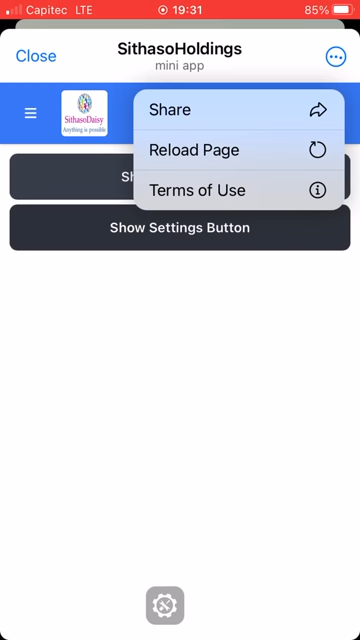 Capitec LTE 19:31 85%
Close SithasoHoldings
mini app
SithasoDaisy
Anything is possible
Share
Reload Page
Terms of Use
Sh
Show Settings Button